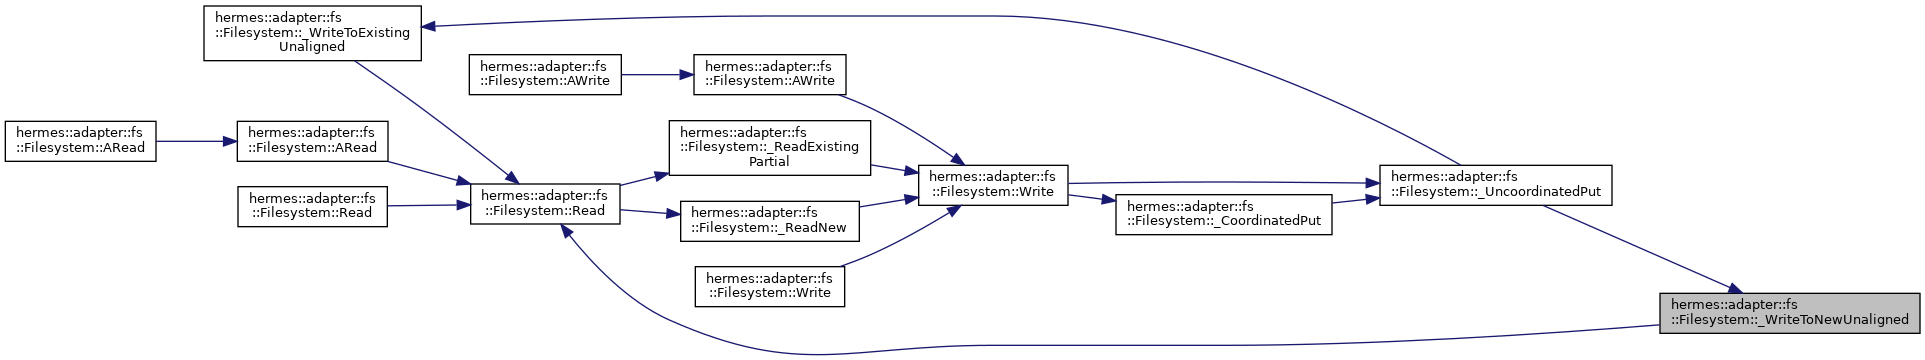 hermes::adapter::fs
::Filesystem::_WriteToExisting
Unaligned
hermes::adapter::fs
::Filesystem::AWrite
hermes::adapter::fs
::Filesystem::AWrite
hermes::adapter::fs
::Filesystem::ARead
hermes::adapter::fs
::Filesystem::ARead
hermes::adapter::fs
::Filesystem::_ReadExisting
Partial
hermes::adapter::fs
::Filesystem::Write
hermes::adapter::fs
::Filesystem::_UncoordinatedPut
hermes::adapter::fs
::Filesystem::Read
hermes::adapter::fs
::Filesystem::Read
hermes::adapter::fs
::Filesystem::_ReadNew
hermes::adapter::fs
::Filesystem::_CoordinatedPut
hermes::adapter::fs
::Filesystem::Write
hermes::adapter::fs
::Filesystem::_WriteToNewUnaligned